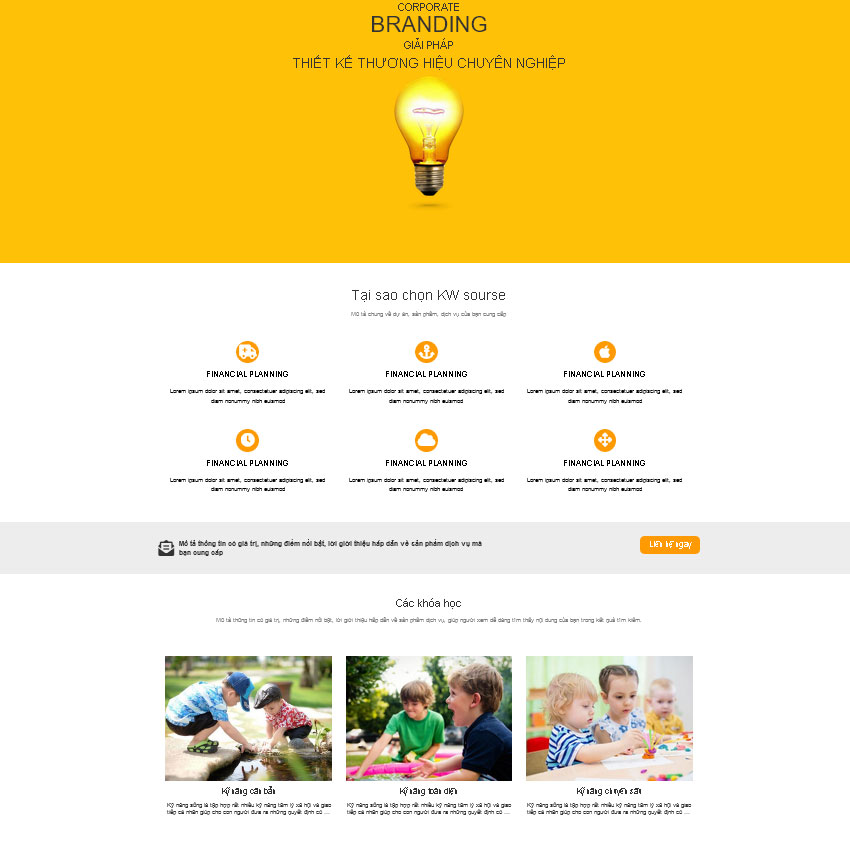 CORPORATE
BRANDING
GIẢI PHÁP
THIẾT KẾ THƯƠNG HIỆU CHUYÊN NGHIỆP
Tại sao chọn KW sourse
Mô tả chung về dự án, sản phẩm, dịch vụ của bạn cung cấp
FINANCIAL PLANNING
Lorem ipsum dolor sit amet, consectetuer adipiscing elit, sed
diam nonummy nibh euismod
FINANCIAL PLANNING
Lorem ipsum dolor sit amet, consectetuer adipiscing elit, sed
diam nonummy nibh euismod
FINANCIAL PLANNING
Lorem ipsum dolor sit amet, consectetuer adipiscing elit, sed
diam nonummy nibh euismod
FINANCIAL PLANNING
Lorem ipsum dolor sit amet, consectetuer adipiscing elit, sed
diam nonummy nibh euismod
FINANCIAL PLANNING
Lorem ipsum dolor sit amet, consectetuer adipiscing elit, sed
diam nonummy nibh euismod
FINANCIAL PLANNING
Lorem ipsum dolor sit amet, consectetuer adipiscing elit, sed
diam nonummy nibh euismod
Mô tả thông tin có giá trị, những điểm nổi bật, lời giới thiệu hấp dẫn về sản phẩm dịch vụ mà
bạn cung cấp
Liên hệ ngay
Các khóa học
Mô tả thông tin có giá trị, những điểm nổi bật, lời giới thiệu hấp dẫn về sản phẩm dịch vụ, giúp người xem dễ dàng tìm thấy nội dung của bạn trong kết quả tìm kiếm.
Kỹ năng căn bản
Kỹ năng sống là tập hợp rất nhiều kỹ năng tâm lý xã hội và giao
tiếp cá nhân giúp cho con người đưa ra những quyết định có ...
Kỹ năng toàn diện
Kỹ năng sống là tập hợp rất nhiều kỹ năng tâm lý xã hội và giao
tiếp cá nhân giúp cho con người đưa ra những quyết định có ...
Kỹ năng chuyên sâu
Kỹ năng sống là tập hợp rất nhiều kỹ năng tâm lý xã hội và giao
tiếp cá nhân giúp cho con người đưa ra những quyết định có ...